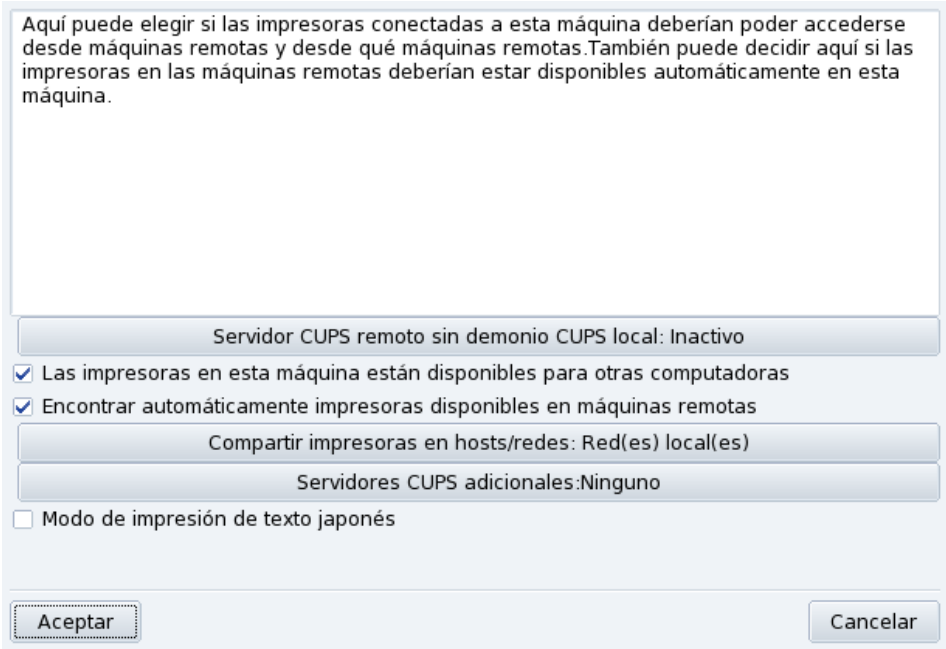 Aquí puede elegir si las impresoras conectadas a esta máquina deberían poder accederse
desde máquinas remotas y desde qué máquinas remotas.También puede decidir aquí si las
impresoras en las máquinas remotas deberían estar disponibles automáticamente en esta
máquina.
Servidor CUPS remoto sin demonio CUPS local: Inactivo
Las impresoras en esta máquina están disponibles para otras computadoras
Encontrar automáticamente impresoras disponibles en máquinas remotas
Compartir impresoras en hosts/redes: Red(es) local(es)
Servidores CUPS adicionales:Ninguno
Modo de impresión de texto japonés
Aceptar
Cancelar